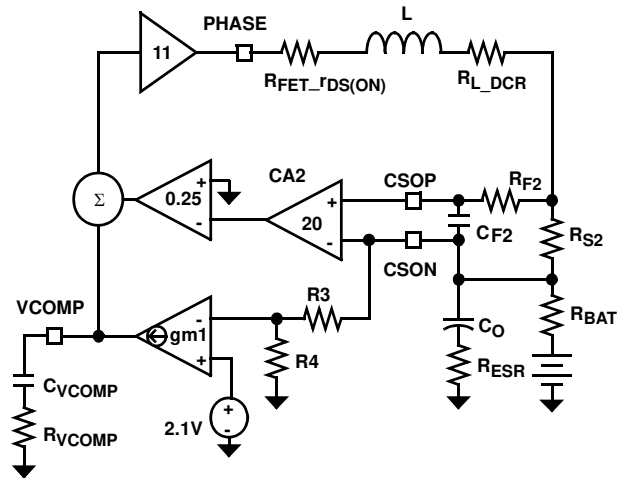 PHASE
L
11
RFET_rDS(ON)
RL_DCR
CA2
CSOP
RF2
Σ
0.25
+
-
+
-
20
CF2
RS2
CSON
VCOMP
R3
gm1
-
+
R4
CO
RBAT
RESR
CVCOMP
RVCOMP
2.1V
+
-